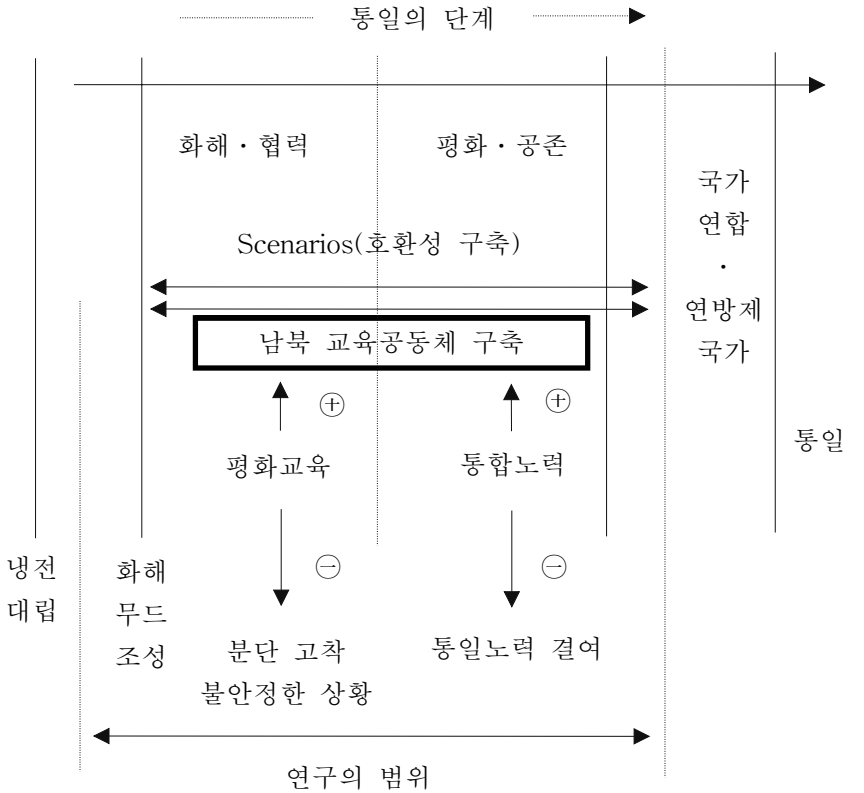 통일의 단계
화해·협력
평화·공존
국가
연합
·
연방제
국가
Scenarios(호환성 구축)
남북 교육공동체 구축
㊉
㊉
평화교육
통합노력
통일
㊀
㊀
냉전
대립
화해
무드
조성
분단 고착
불안정한 상황
통일노력 결여
연구의 범위